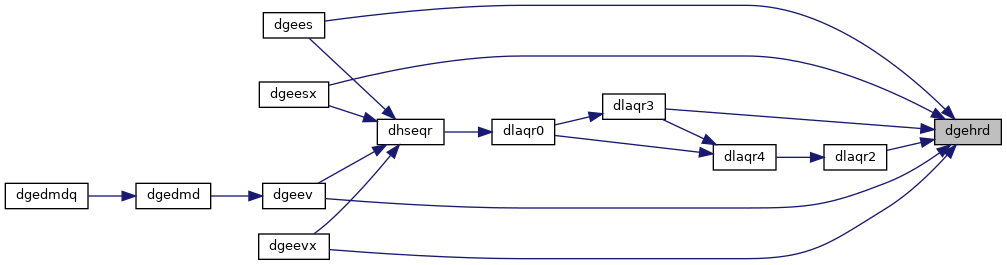 dgees
dgeesx
dlaqr3
dhseqr
dlaqr0
dgehrd
dlaqr4
dlaqr2
dgedmdq
dgedmd
dgeev
dgeevx